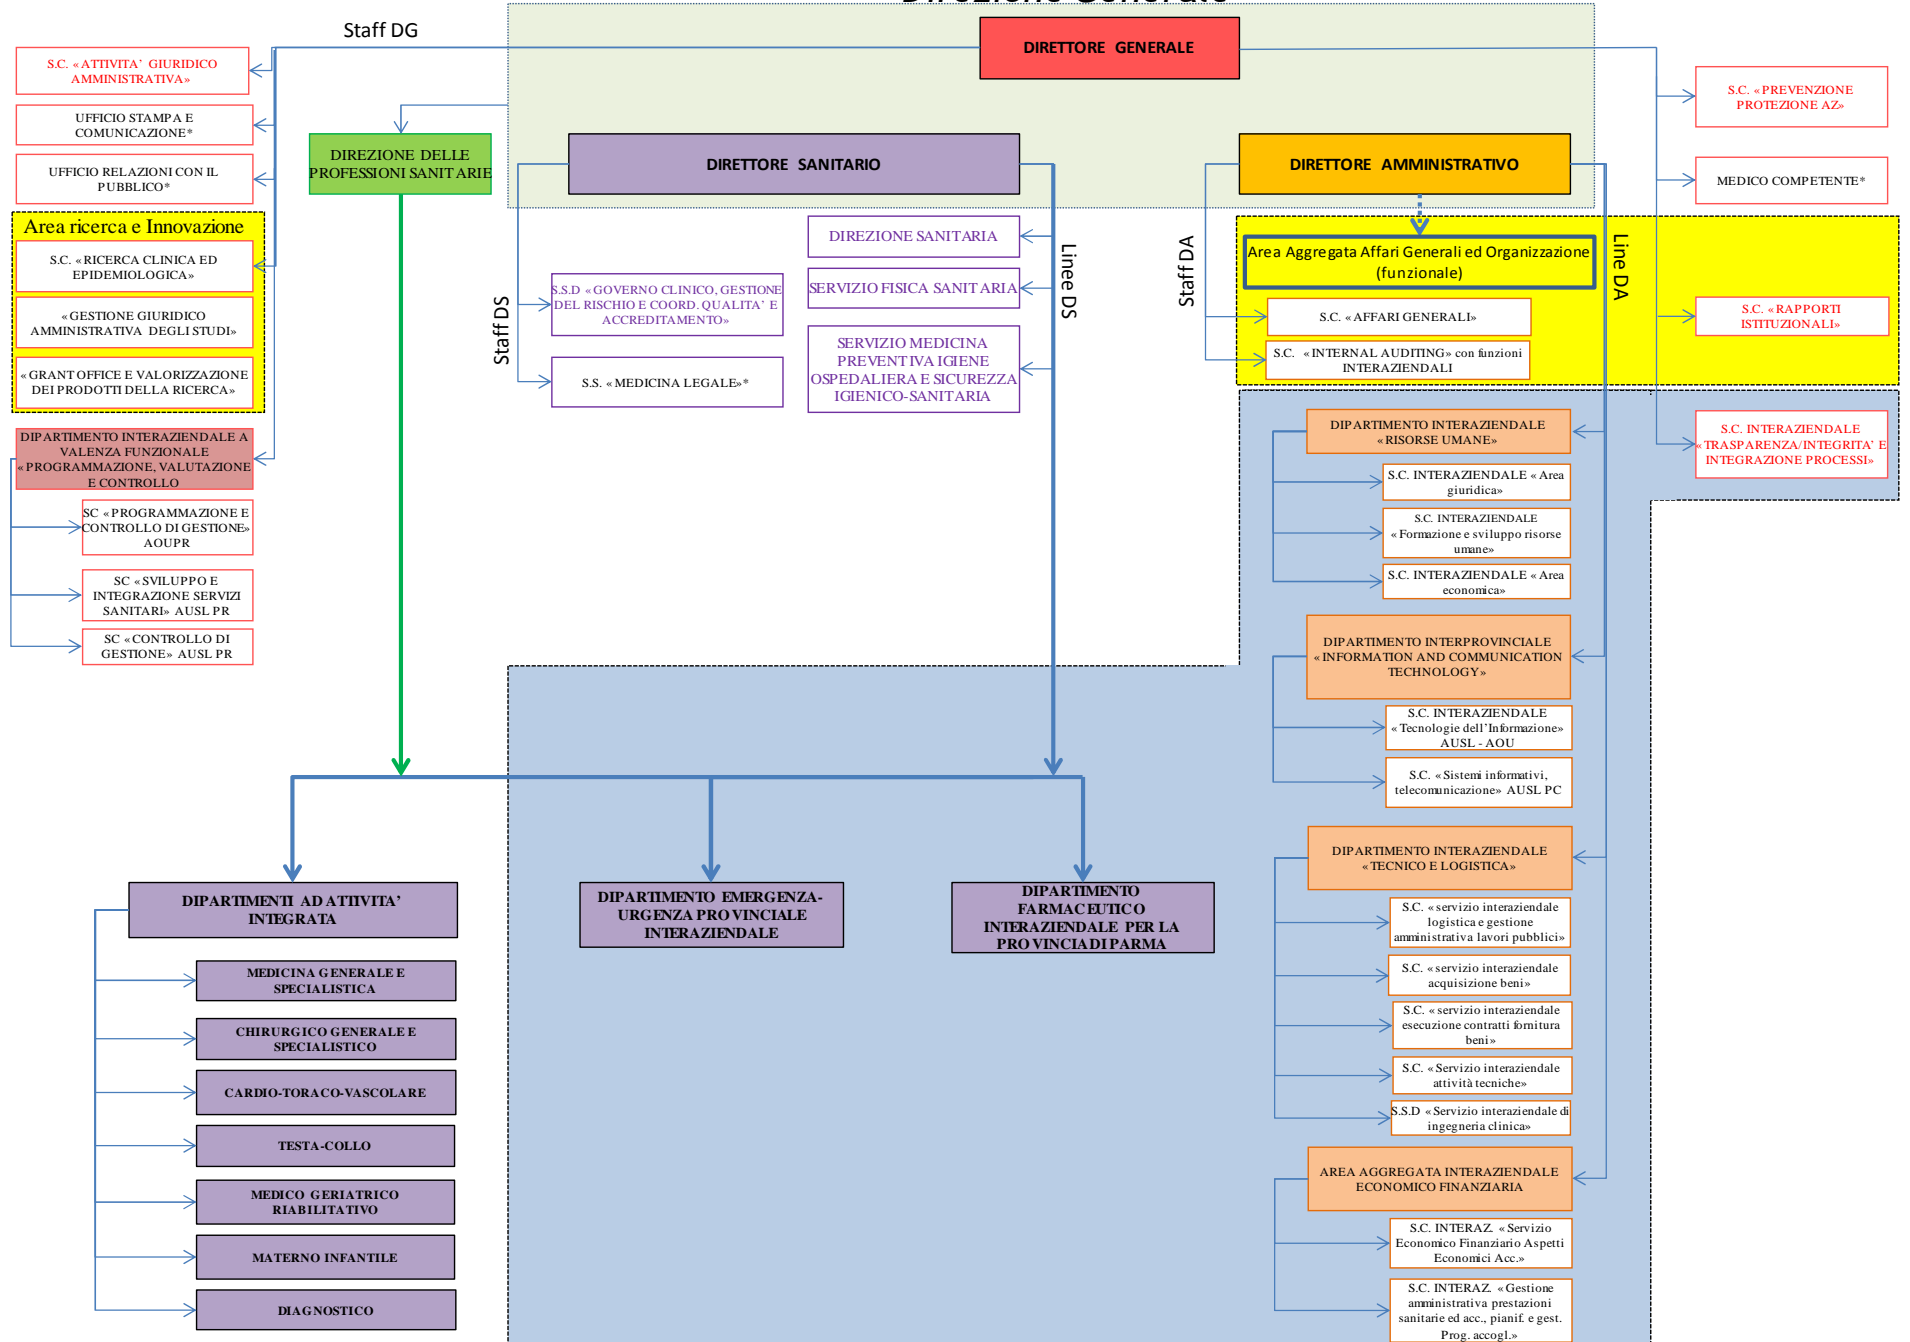 Direzione Generale
Staff DG
DIRETTORE GENERALE
S.C. «ATTIVITA’ GIURIDICO
AMMINISTRATIVA»
UFFICIO STAMPA E
COMUNICAZIONE*
UFFICIO RELAZIONI CON IL
PUBBLICO*
Area ricerca e Innovazione
S.C. «RICERCA CLINICA ED
EPIDEMIOLOGICA»
«GESTIONE GIURIDICO
AMMINISTRATIVA DEGLI STUDI»
«GRANT OFFICE E VALORIZZAZIONE
DEI PRODOTTI DELLA RICERCA»
DIPARTIMENTO INTERAZIENDALE A
VALENZA FUNZIONALE
«PROGRAMMAZIONE, VALUTAZIONE
E CONTROLLO
SC «PROGRAMMAZIONE E
CONTROLLO DI GESTIONE»
AOUPR
SC «SVILUPPO E
INTEGRAZIONE SERVIZI
SANITARI» AUSL PR
SC «CONTROLLO DI
GESTIONE» AUSL PR
DIREZIONE DELLE
PROFESSIONI SANITARIE
DIRETTORE SANITARIO
Staff DS
Linee DS
DIREZIONE SANITARIA
SERVIZIO FISICA SANITARIA
SERVIZIO MEDICINA
PREVENTIVA IGIENE
OSPEDALIERA E SICUREZZA
IGIENICO-SANITARIA
S.S.D «GOVERNO CLINICO, GESTIONE
DEL RISCHIO E COORD. QUALITA’ E
ACCREDITAMENTO»
S.S. «MEDICINA LEGALE»*
DIRETTORE AMMINISTRATIVO
Staff DA
Line DA
Area Aggregata Affari Generali ed Organizzazione
(funzionale)
S.C. «AFFARI GENERALI»
S.C. «INTERNAL AUDITING» con funzioni
INTERAZIENDALI
S.C. «PREVENZIONE
PROTEZIONE AZ»
MEDICO COMPETENTE*
S.C. «RAPPORTI
ISTITUZIONALI»
S.C. INTERAZIENDALE
«TRASPARENZA/INTEGRITA’ E
INTEGRAZIONE PROCESSI»
DIPARTIMENTO INTERAZIENDALE
«RISORSE UMANE»
S.C. INTERAZIENDALE «Area
giuridica»
S.C. INTERAZIENDALE
«Formazione e sviluppo risorse
umane»
S.C. INTERAZIENDALE «Area
economica»
DIPARTIMENTO INTERPROVINCIALE
«INFORMATION AND COMMUNICATION
TECHNOLOGY»
S.C. INTERAZIENDALE
«Tecnologie dell’Informazione»
AUSL - AOU
S.C. «Sistemi informativi,
telecomunicazione» AUSL PC
DIPARTIMENTO INTERAZIENDALE
«TECNICO E LOGISTICA»
S.C. «servizio interaziendale
logistica e gestione
amministrativa lavori pubblici»
S.C. «servizio interaziendale
acquisizione beni»
S.C. «servizio interaziendale
esecuzione contratti fornitura
beni»
S.C. «Servizio interaziendale
attività tecniche»
S.S.D «Servizio interaziendale di
ingegneria clinica»
AREA AGGREGATA INTERAZIENDALE
ECONOMICO FINANZIARIA
S.C. INTERAZ. «Servizio
Economico Finanziario Aspetti
Economici Acc.»
S.C. INTERAZ. «Gestione
amministrativa prestazioni
sanitarie ed acc., pianif. e gest.
Prog. accogl.»
DIPARTIMENTI AD ATTIVITA’
INTEGRATA
MEDICINA GENERALE E
SPECIALISTICA
CHIRURGICO GENERALE E
SPECIALISTICO
CARDIO-TORACO-VASCOLARE
TESTA-COLLO
MEDICO GERIATRICO
RIABILITATIVO
MATERNO INFANTILE
DIAGNOSTICO
DIPARTIMENTO EMERGENZA-
URGENZA PROVINCIALE
INTERAZIENDALE
DIPARTIMENTO
FARMACEUTICO
INTERAZIENDALE PER LA
PROVINCIA DI PARMA